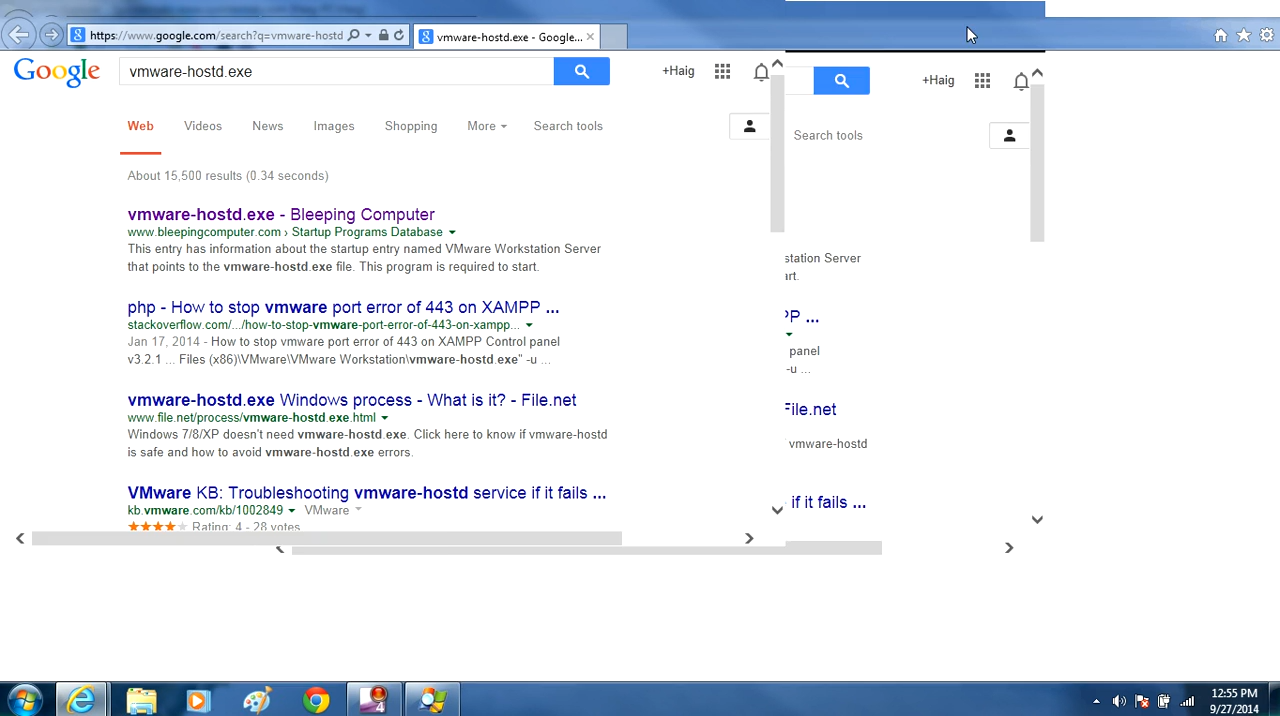 https://www.google.com/search?q=vmware-hostd
vmware-hostd.exe - Google...
Google
vmware-hostd.exe
+Haig
+Haig
Web
Videos
News
Images
Shopping
More
Search tools
Search tools
About 15,500 results (0.34 seconds)
vmware-hostd.exe - Bleeping Computer
www.bleepingcomputer.com › Startup Programs Database
This entry has information about the startup entry named VMware Workstation Server
station Server
that points to the vmware-hostd.exe file. This program is required to start.
art.
php - How to stop vmware port error of 443 on XAMPP ...
PP ...
stackoverflow.com/.../how-to-stop-vmware-port-error-of-443-on-xampp...
Jan 17, 2014 - How to stop vmware port error of 443 on XAMPP Control panel
panel
v3.2.1 ... Files (x86)\VMware\VMware Workstation\vmware-hostd.exe" -u ...
-u ...
vmware-hostd.exe Windows process - What is it? - File.net
File.net
www.file.net/process/vmware-hostd.exe.html
Windows 7/8/XP doesn't need vmware-hostd.exe. Click here to know if vmware-hostd
vmware-hostd
is safe and how to avoid vmware-hostd.exe errors.
VMware KB: Troubleshooting vmware-hostd service if it fails ...
if it fails ...
kb.vmware.com/kb/1002849
VMware
Rating: 4 - 28 votes
12:55 PM
9/27/2014